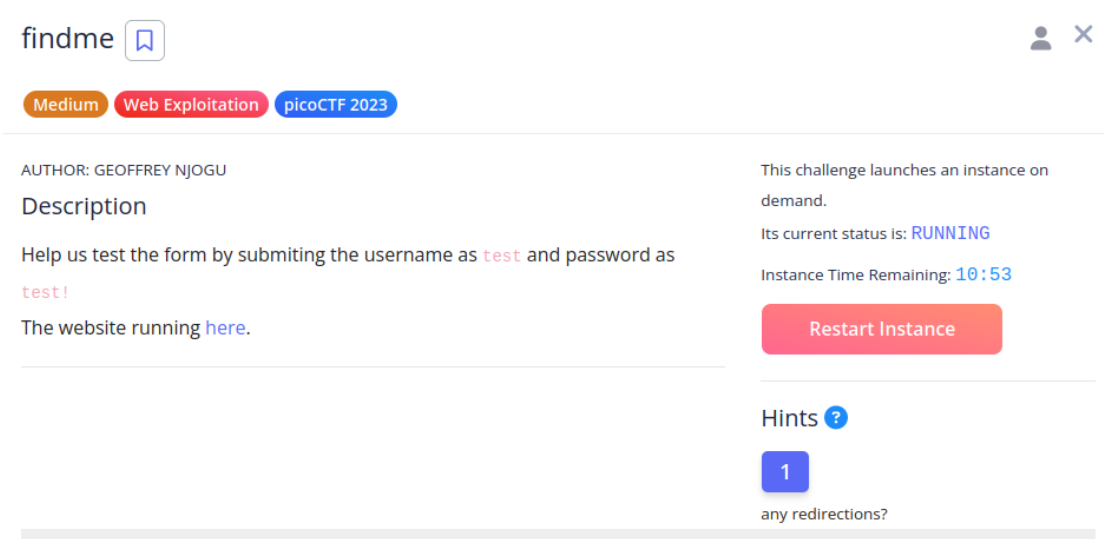 findme
Medium Web Exploitation picoCTF 2023
AUTHOR: GEOFFREY NJOGU
Description
Help us test the form by submiting the username as test and password as
test!
The website running here.
This challenge launches an instance on
demand.
Its current status is: RUNNING
Instance Time Remaining: 10:53
Restart Instance
Hints ?
1
any redirections?